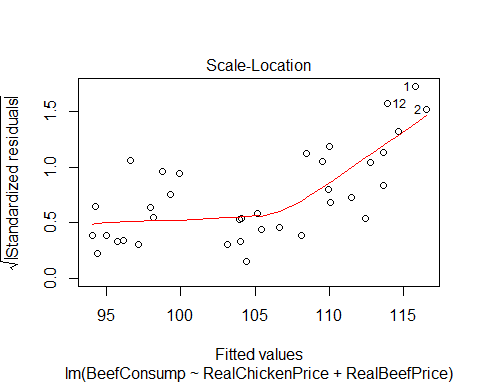 Scale-Location
√|Standardized residuals|
0.0 0.5 1.0 1.5
1
12
2
95 100 105 110 115
Fitted values
lm(BeefConsump ~ RealChickenPrice + RealBeefPrice)